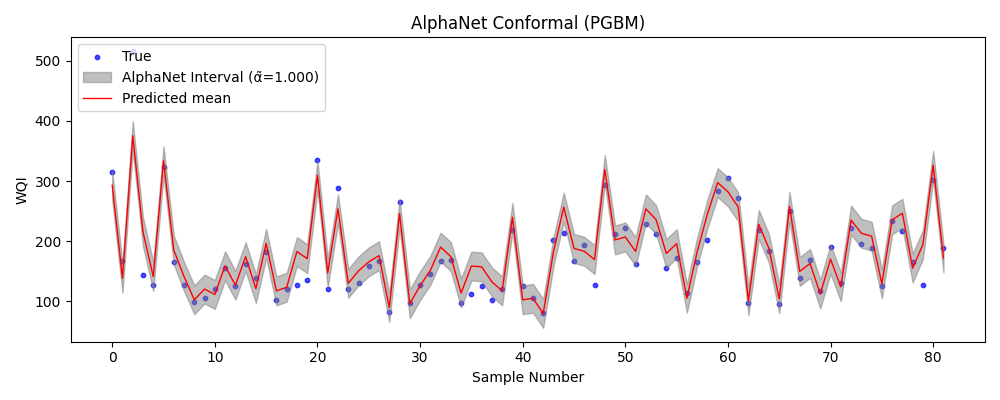 AlphaNet Conformal (PGBM)
WQI
500
400
300
200
100
True
AlphaNet Interval (α̃=1.000)
Predicted mean
0 10 20 30 40 50 60 70 80
Sample Number